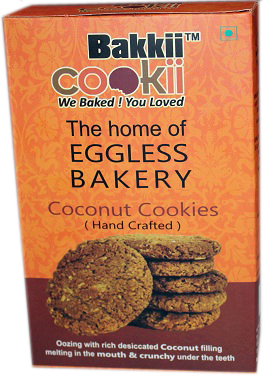 Bakkii™
cookii
We Baked ! You Loved
The home of
EGGLESS
BAKERY
Coconut Cookies
( Hand Crafted )
Oozing with rich desiccated Coconut filling
melting in the mouth & crunchy under the teeth